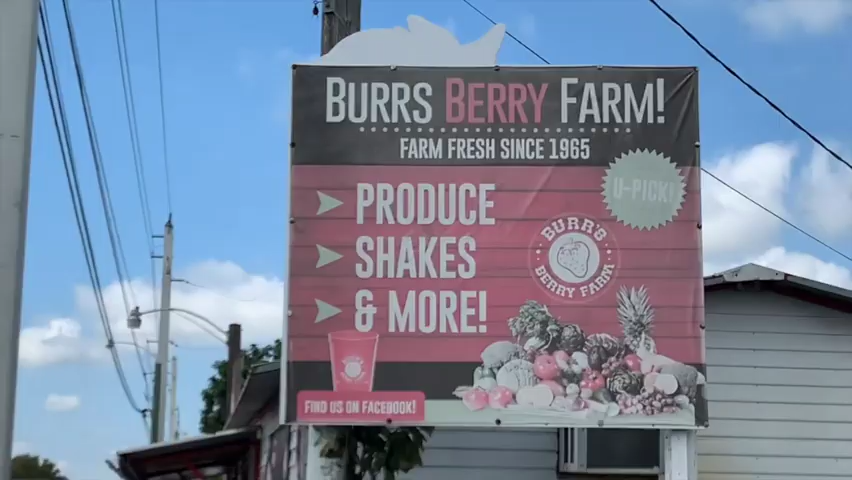 BURRS BERRY FARM!
FARM FRESH SINCE 1965
U-PICK!
PRODUCE
SHAKES
& MORE!
BURR'S
BERRY FARM
FIND US ON FACEBOOK!